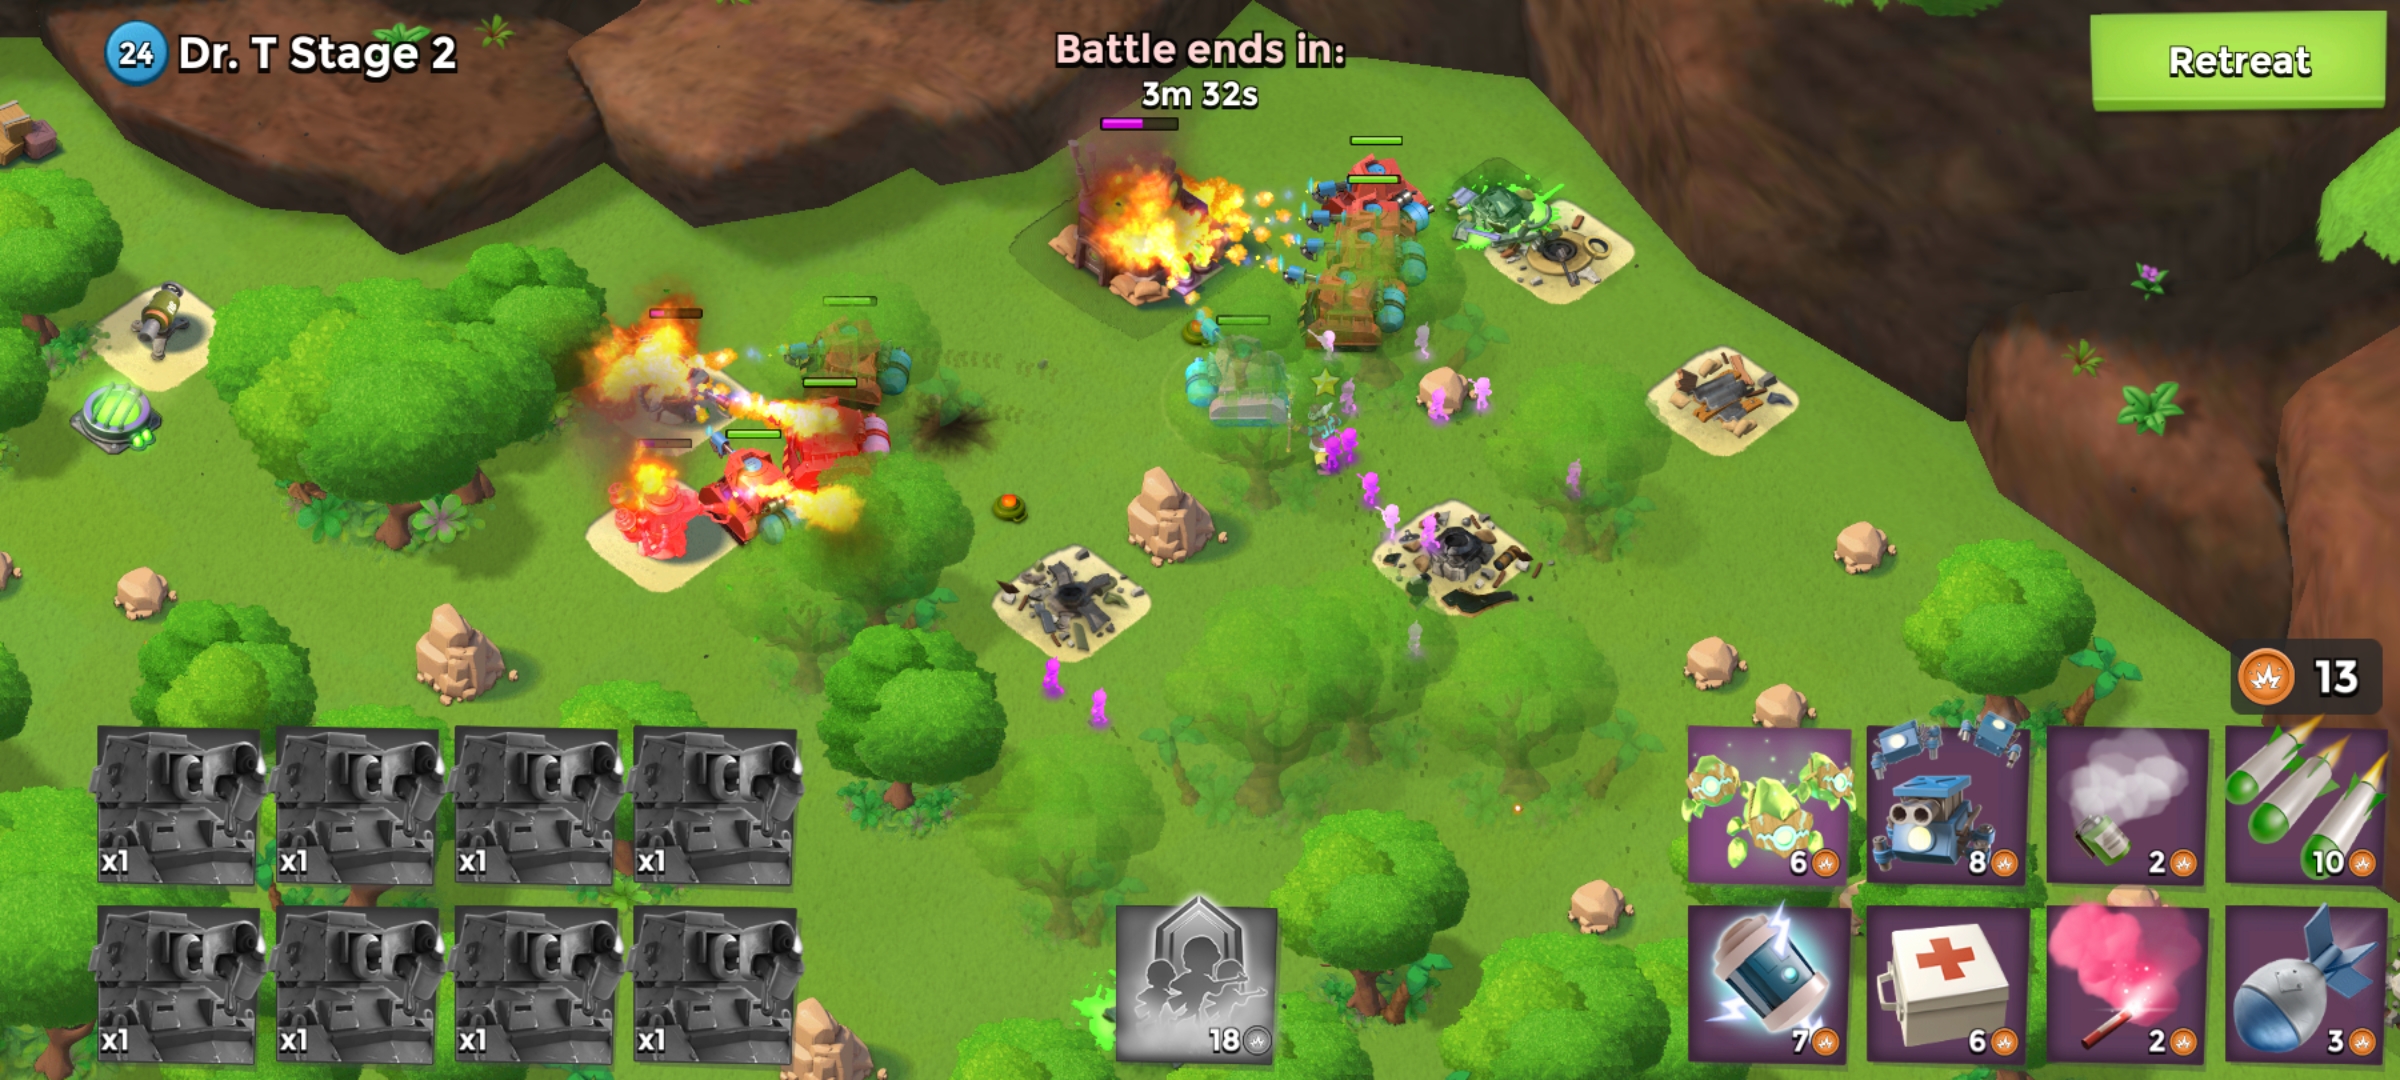 24 Dr. T Stage 2
Battle ends in:
3m 32s
Retreat
13
x1 x1 x1 x1
6 8 2 10
x1 x1 x1 x1
18
7 6 2 3